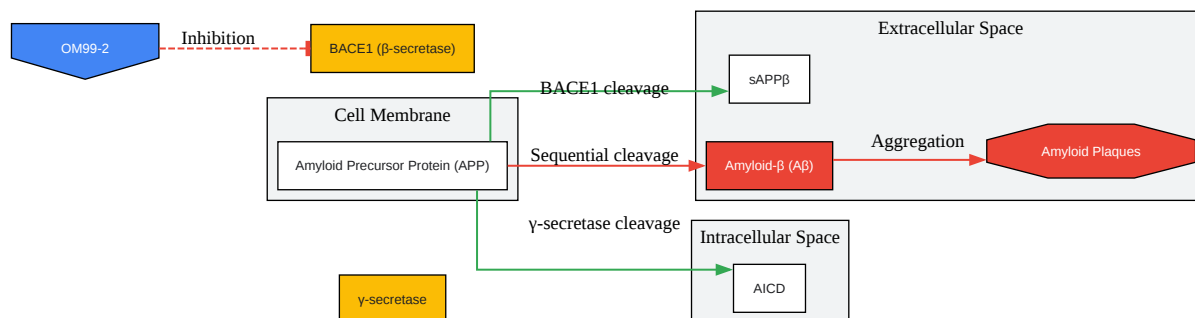 OM99-2
Inhibition
BACE1 (β-secretase)
Extracellular Space
BACE1 cleavage
sAPPβ
Cell Membrane
Amyloid Precursor Protein (APP)
Sequential cleavage
Amyloid-β (Aβ)
Aggregation
Amyloid Plaques
γ-secretase cleavage
Intracellular Space
AICD
γ-secretase